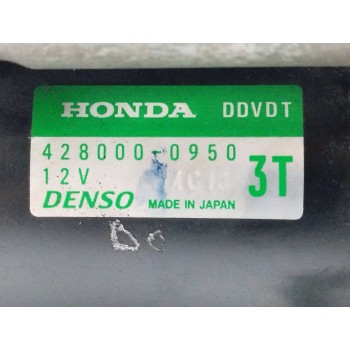 HONDA DDVDT
428000-0950
12V 3T
DENSO MADE IN JAPAN